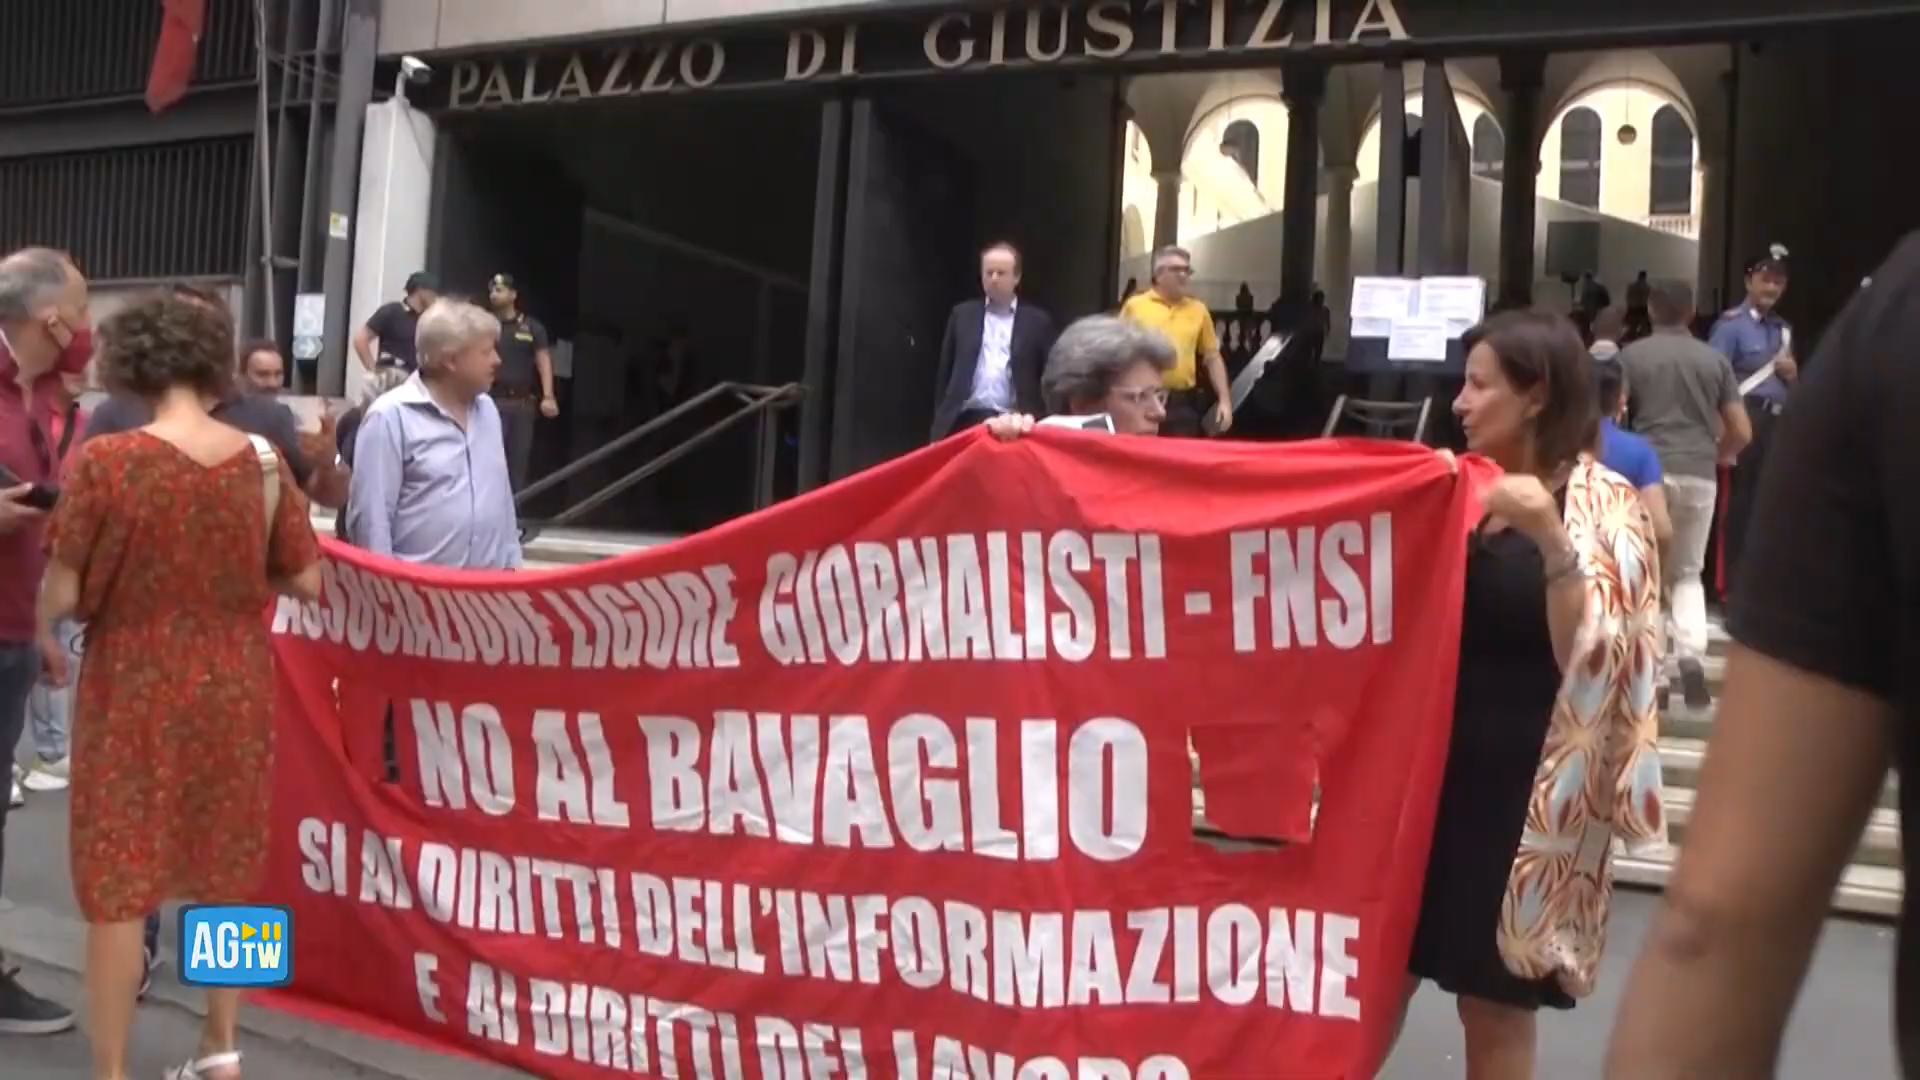 PALAZZO DI GIUSTIZIA
ASSOCIAZIONE LIGURE GIORNALISTI - FNSI
NO AL BAVAGLIO
SI AI DIRITTI DELL'INFORMAZIONE
E AI DIRITTI DEL LAVORO
AGTW